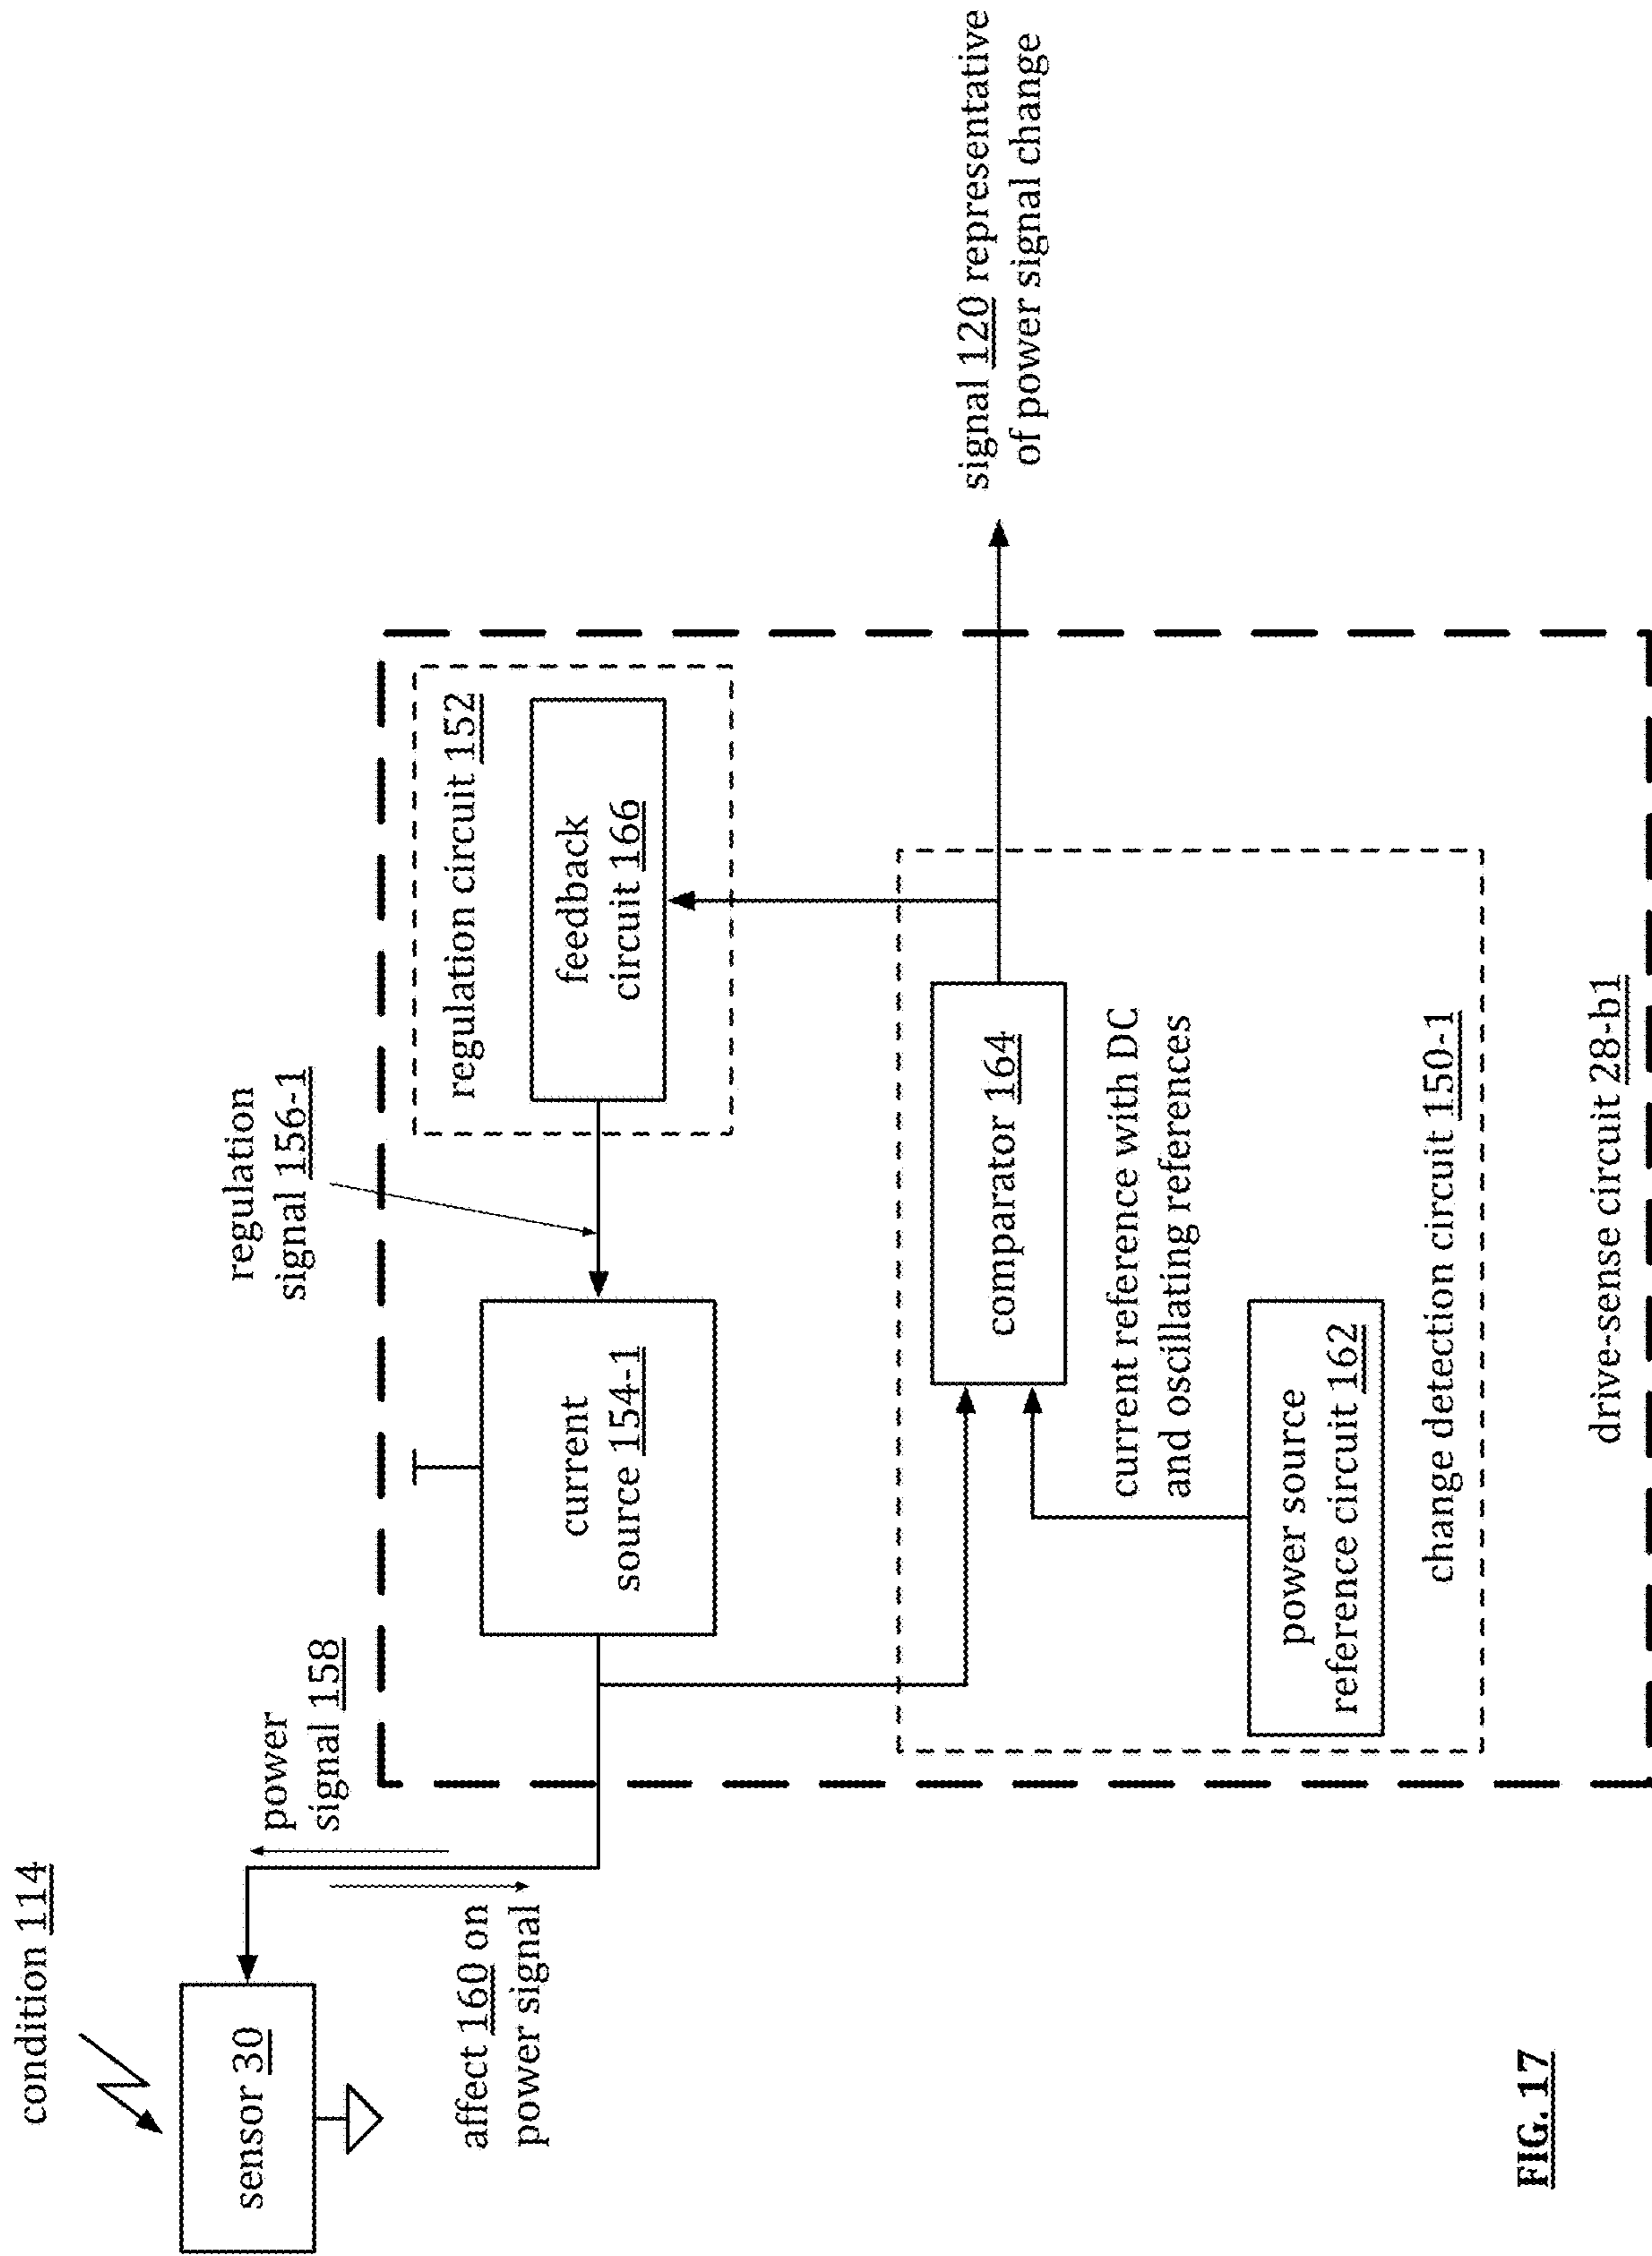 condition 114
sensor 30
power
signal 158
affect 160 on
power signal
regulation
signal 156-1
current
source 154-1
regulation circuit 152
feedback
circuit 166
comparator 164
current reference with DC
and oscillating references
power source
reference circuit 162
change detection circuit 150-1
drive-sense circuit 28-b1
signal 120 representative
of power signal change
FIG. 17